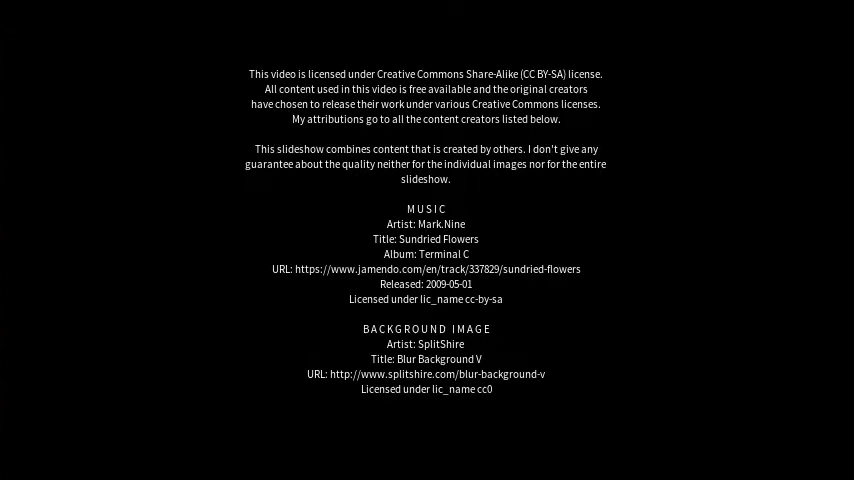 This video is licensed under Creative Commons Share-Alike (CC BY-SA) license.
All content used in this video is free available and the original creators
have chosen to release their work under various Creative Commons licenses.
My attributions go to all the content creators listed below.
This slideshow combines content that is created by others. I don't give any
guarantee about the quality neither for the individual images nor for the entire
slideshow.
MUSIC
Artist: Mark.Nine
Title: Sundried Flowers
Album: Terminal C
URL: https://www.jamendo.com/en/track/337829/sundried-flowers
Released: 2009-05-01
Licensed under lic_name cc-by-sa
BACKGROUND IMAGE
Artist: SplitShire
Title: Blur Background V
URL: http://www.splitshire.com/blur-background-v
Licensed under lic_name cc0